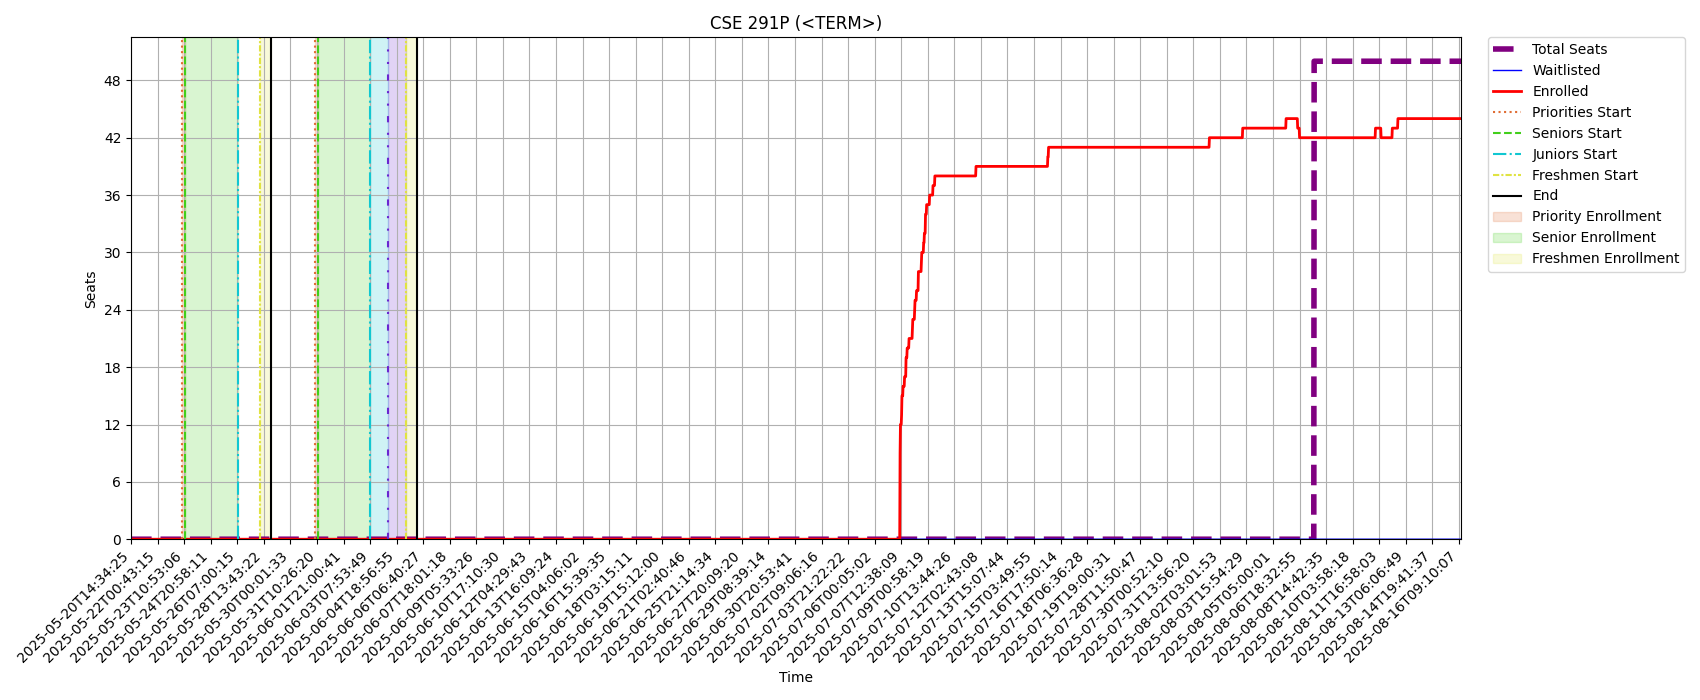 CSE 291P (<TERM>)
Total Seats
Waitlisted
Enrolled
Priorities Start
Seniors Start
Juniors Start
Freshmen Start
End
Priority Enrollment
Senior Enrollment
Freshmen Enrollment
Seats
48
42
36
30
24
18
12
6
0
2025-05-20T14:34:25
2025-05-22T00:43:15
2025-05-23T10:53:06
2025-05-24T20:58:11
2025-05-26T07:00:15
2025-05-28T13:43:22
2025-05-30T00:01:33
2025-05-31T10:26:20
2025-06-01T21:00:41
2025-06-03T07:53:49
2025-06-04T18:56:55
2025-06-06T06:40:27
2025-06-07T18:01:18
2025-06-09T05:33:26
2025-06-10T17:10:30
2025-06-12T04:29:43
2025-06-13T16:09:24
2025-06-15T04:06:02
2025-06-16T15:39:35
2025-06-18T03:15:11
2025-06-19T15:12:00
2025-06-21T02:40:46
2025-06-25T21:14:34
2025-06-27T20:09:20
2025-06-29T08:39:14
2025-06-30T20:53:41
2025-07-02T09:06:16
2025-07-03T21:22:22
2025-07-06T00:05:02
2025-07-07T12:38:09
2025-07-09T00:58:19
2025-07-10T13:44:26
2025-07-12T02:43:08
2025-07-13T15:07:44
2025-07-15T03:49:55
2025-07-16T17:50:14
2025-07-18T06:36:28
2025-07-19T19:00:31
2025-07-28T11:50:47
2025-07-30T00:52:10
2025-07-31T13:56:20
2025-08-02T03:01:53
2025-08-03T15:54:29
2025-08-05T05:00:01
2025-08-06T18:32:55
2025-08-08T14:42:35
2025-08-10T03:58:18
2025-08-11T16:58:03
2025-08-13T06:06:49
2025-08-14T19:41:37
2025-08-16T09:10:07
Time